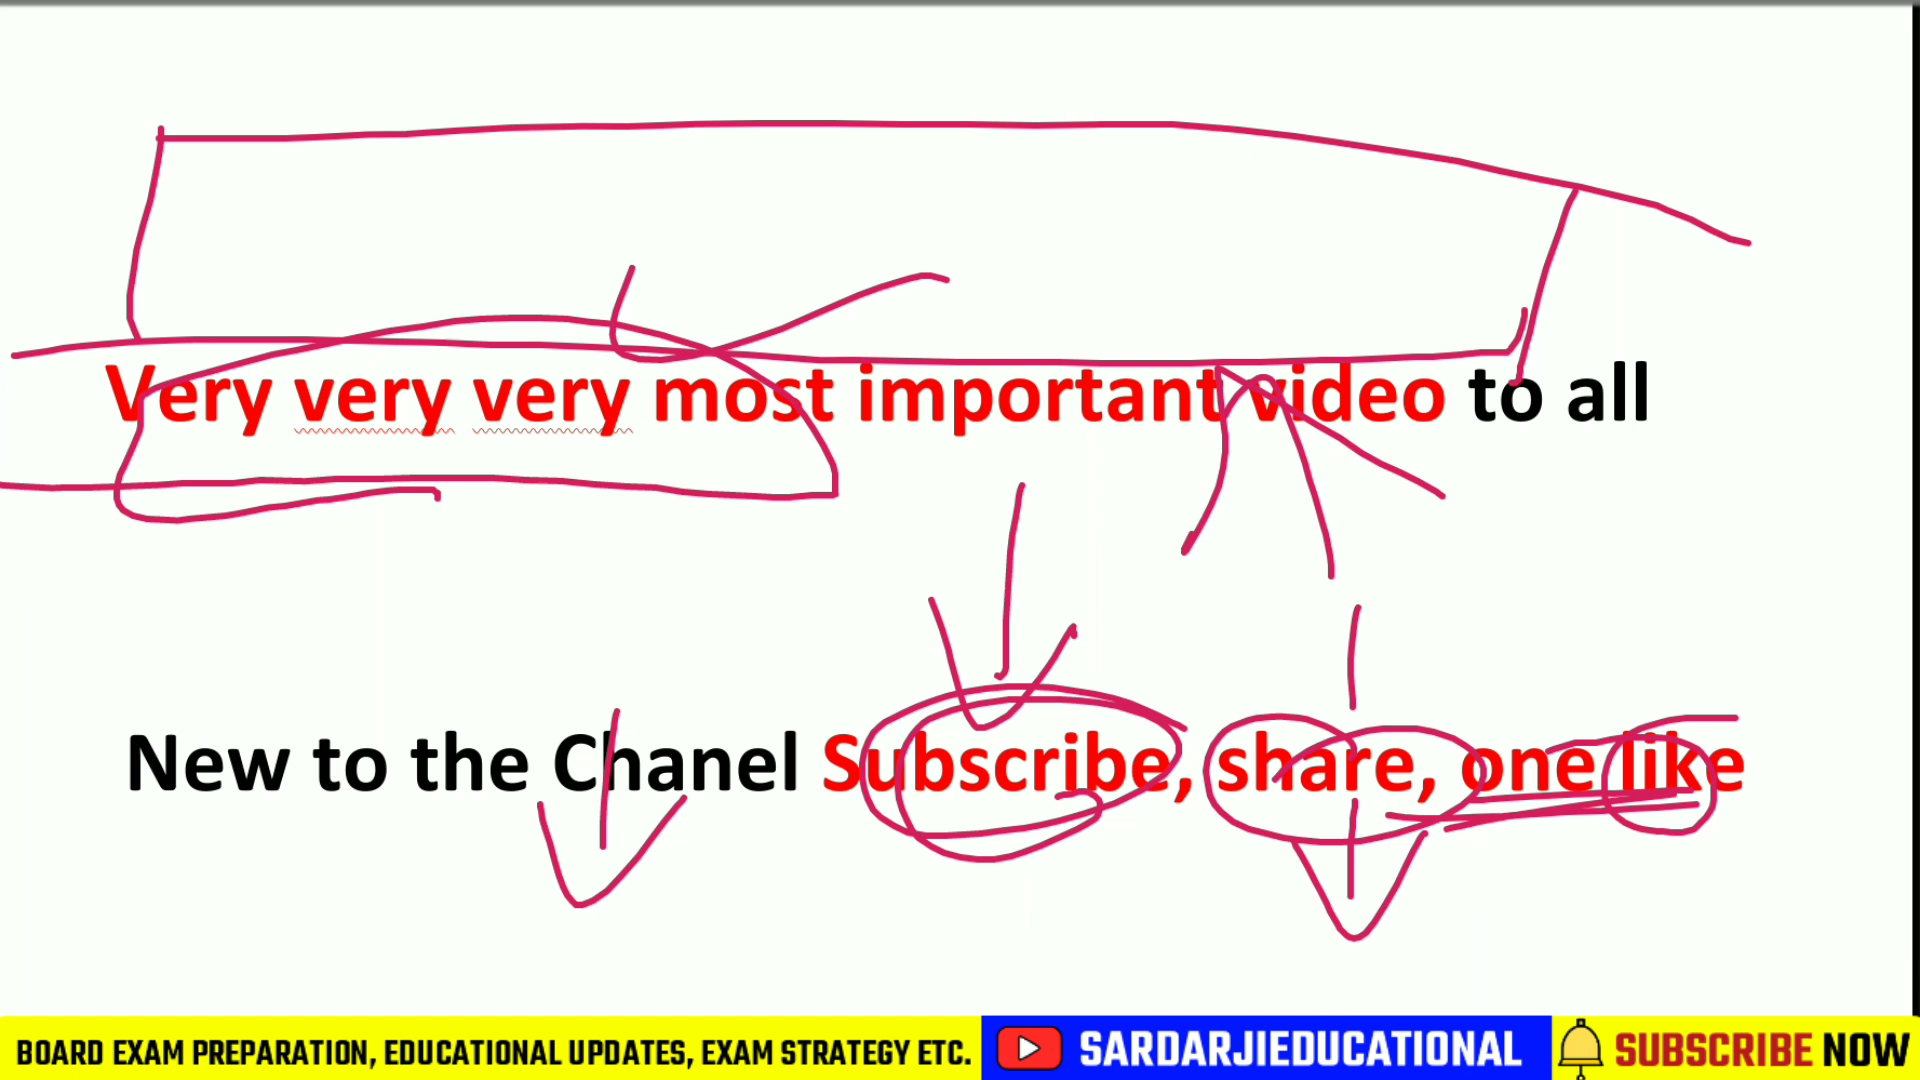 Very very very most important video to all
New to the Chanel Subscribe, share, one like
BOARD EXAM PREPARATION, EDUCATIONAL UPDATES, EXAM STRATEGY ETC. SARDARJIEDUCATIONAL SUBSCRIBE NOW